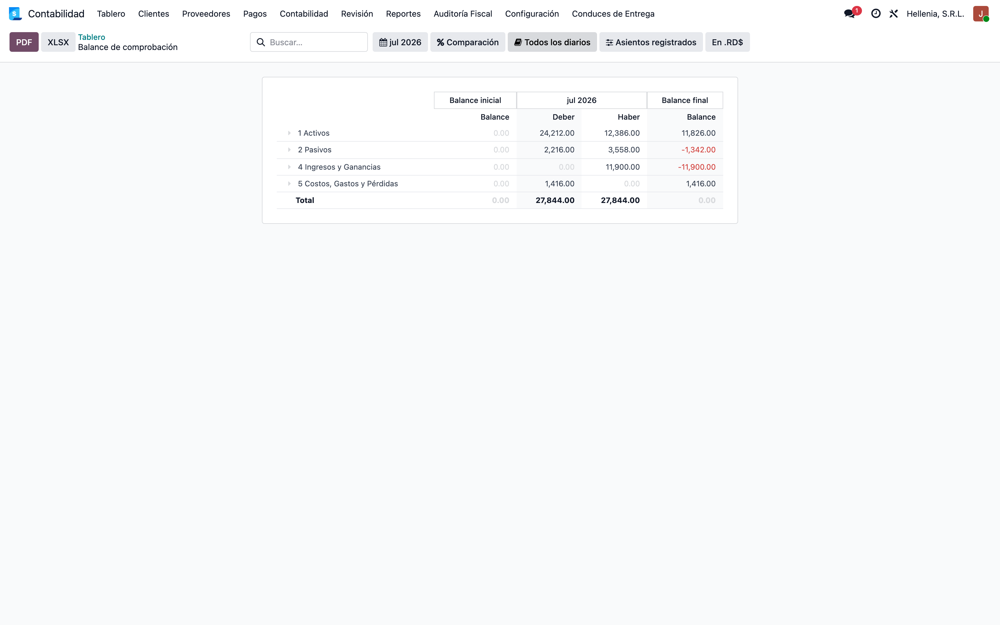 Contabilidad Tablero Clientes Proveedores Pagos Contabilidad Revisión Reportes Auditoría Fiscal Configuración Conduces de Entrega 1 Hellenia, S.R.L. J
PDF XLSX Tablero
Balance de comprobación
Buscar... jul 2026 % Comparación Todos los diarios Asientos registrados En .RD$
Balance inicial jul 2026 Balance final
Balance Deber Haber Balance
1 Activos 0.00 24,212.00 12,386.00 11,826.00
2 Pasivos 0.00 2,216.00 3,558.00 -1,342.00
4 Ingresos y Ganancias 0.00 0.00 11,900.00 -11,900.00
5 Costos, Gastos y Pérdidas 0.00 1,416.00 0.00 1,416.00
Total 0.00 27,844.00 27,844.00 0.00